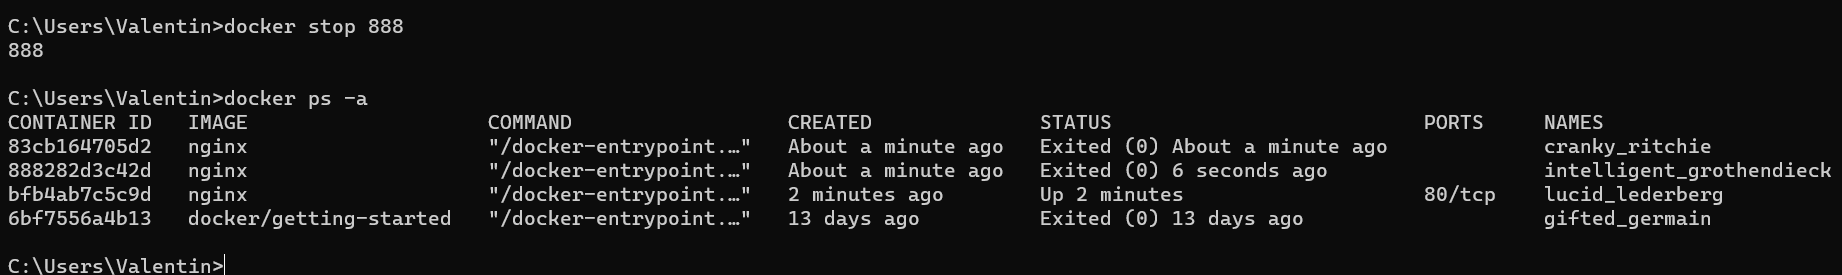 C:\Users\Valentin>docker stop 888
888
C:\Users\Valentin>docker ps -a
CONTAINER ID   IMAGE                    COMMAND                  CREATED              STATUS                          PORTS     NAMES
83cb164705d2   nginx                    "/docker-entrypoint.…"   About a minute ago   Exited (0) About a minute ago             cranky_ritchie
888282d3c42d   nginx                    "/docker-entrypoint.…"   About a minute ago   Exited (0) 6 seconds ago                  intelligent_grothendieck
bfb4ab7c5c9d   nginx                    "/docker-entrypoint.…"   2 minutes ago        Up 2 minutes                    80/tcp    lucid_lederberg
6bf7556a4b13   docker/getting-started   "/docker-entrypoint.…"   13 days ago          Exited (0) 13 days ago                    gifted_germain
C:\Users\Valentin>